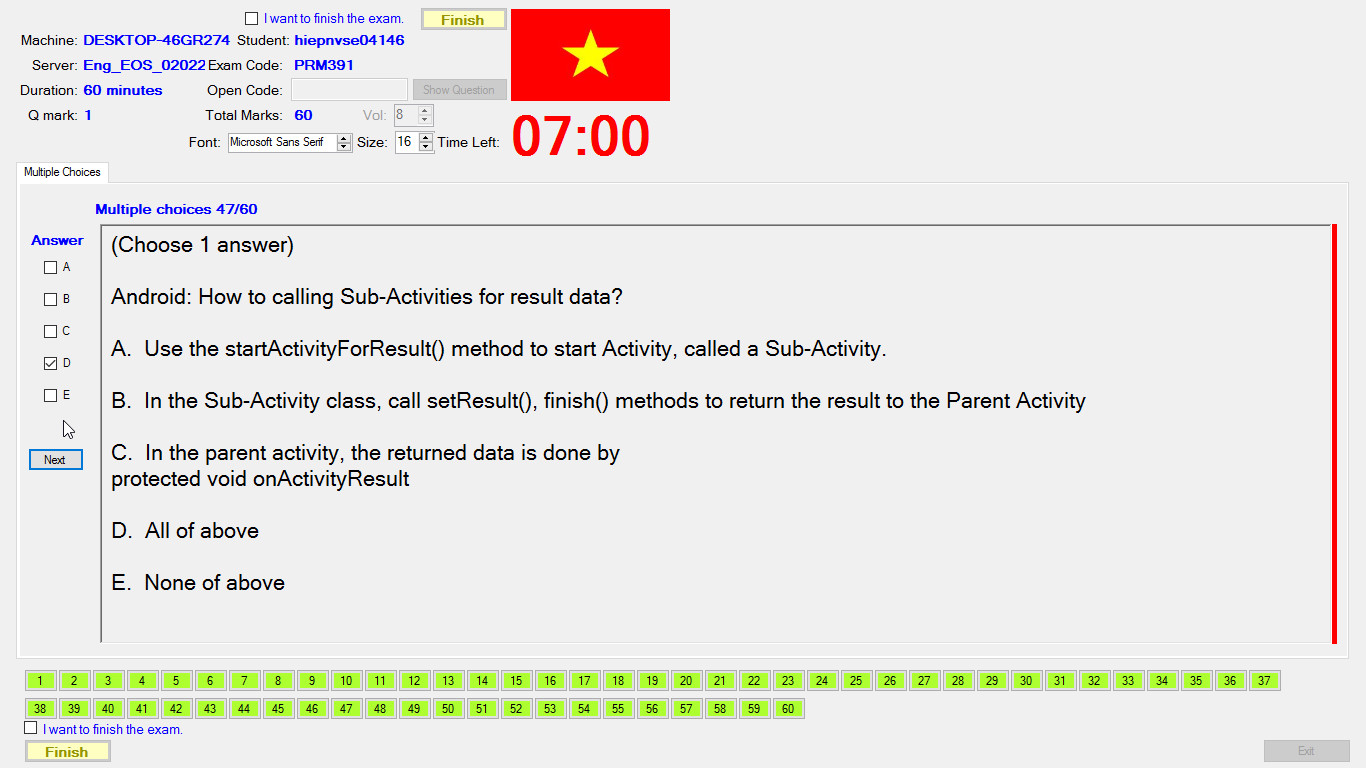 I want to finish the exam. Finish
Machine: DESKTOP-46GR274 Student: hiepnvse04146
Server: Eng_EOS_02022 Exam Code: PRM391
Duration: 60 minutes Open Code: Show Question
Q mark: 1 Total Marks: 60 Vol: 8
Font: Microsoft Sans Serif Size: 16 Time Left: 07:00
Multiple Choices
Multiple choices 47/60
Answer
A
B
C
D
E
Next
(Choose 1 answer)
Android: How to calling Sub-Activities for result data?
A. Use the startActivityForResult() method to start Activity, called a Sub-Activity.
B. In the Sub-Activity class, call setResult(), finish() methods to return the result to the Parent Activity
C. In the parent activity, the returned data is done by
protected void onActivityResult
D. All of above
E. None of above
1 2 3 4 5 6 7 8 9 10 11 12 13 14 15 16 17 18 19 20 21 22 23 24 25 26 27 28 29 30 31 32 33 34 35 36 37
38 39 40 41 42 43 44 45 46 47 48 49 50 51 52 53 54 55 56 57 58 59 60
I want to finish the exam.
Finish Exit